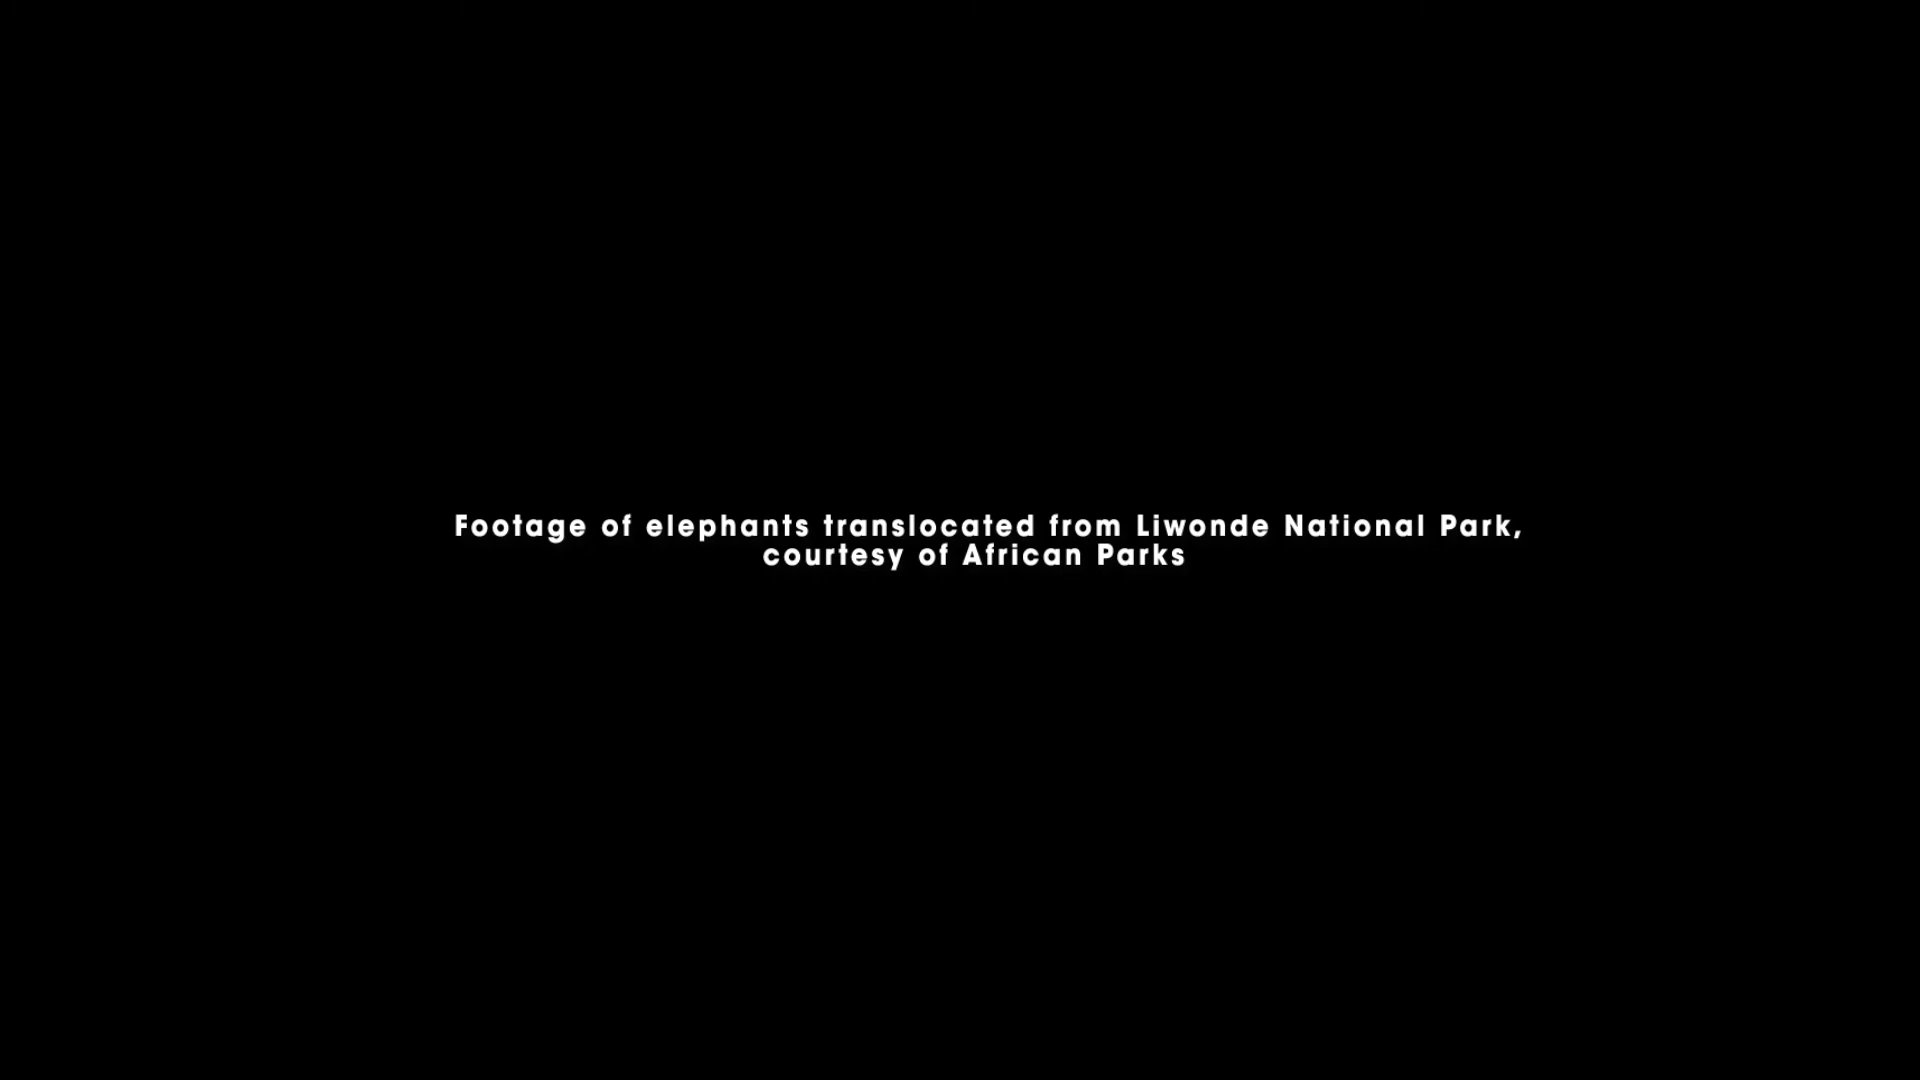 Footage of elephants translocated from Liwonde National Park,
courtesy of African Parks